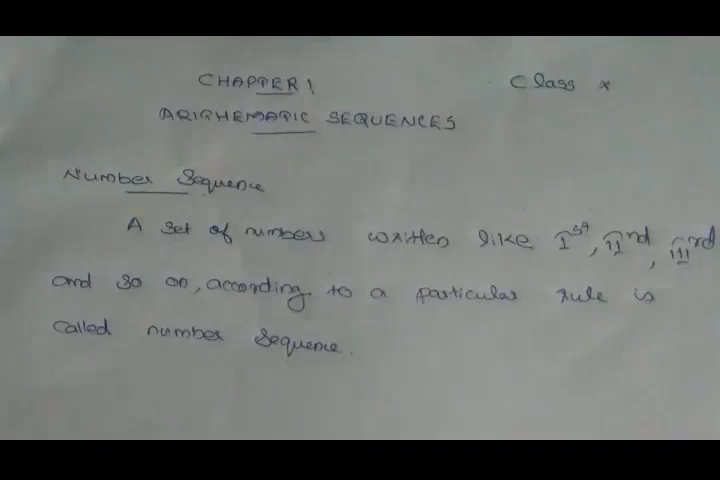 CHAPTER 1.
Class x
ARITHEMATIC SEQUENCES
Number Sequence
A set of numbers written like Ist, IInd, IIIrd
and so on, according to a particular rule is
called number sequence.